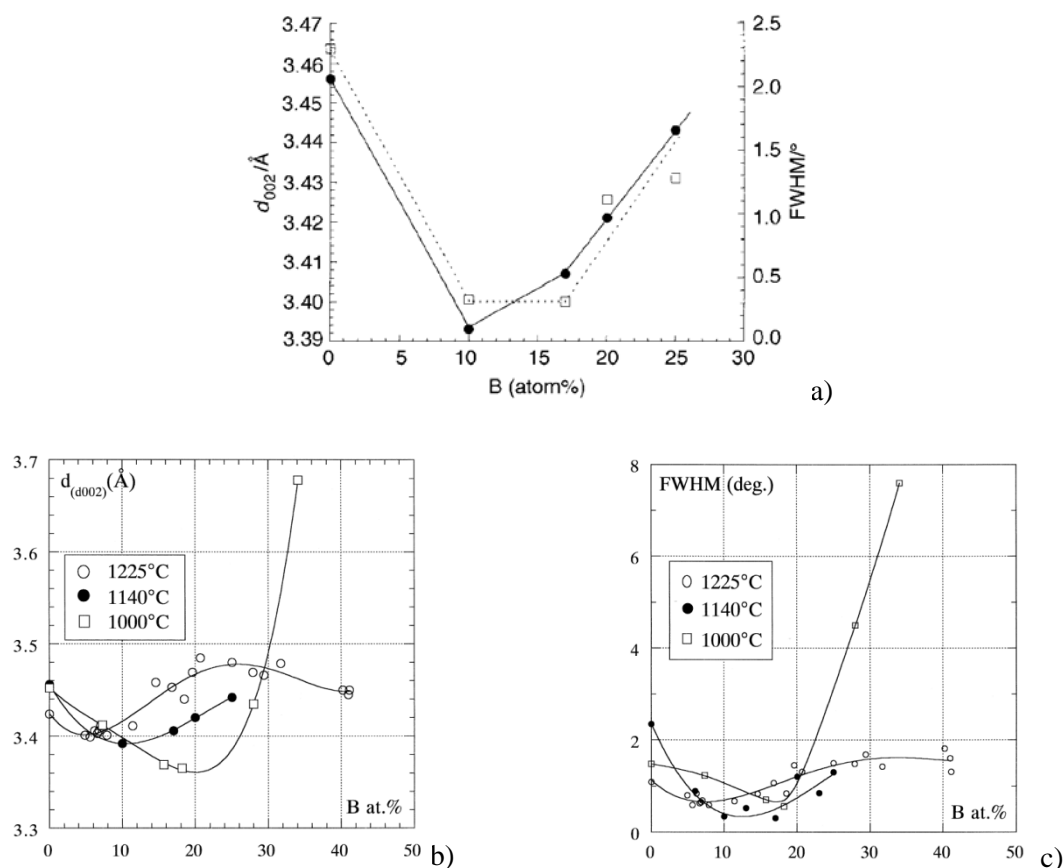 3.47
3.46
3.45
3.44
3.43
3.42
3.41
3.40
3.39
d002/Å
2.5
2.0
1.5
1.0
0.5
0.0
FWHM/°
0 5 10 15 20 25 30
B (atom%)
a)
3.7
3.6
3.5
3.4
3.3
d(d002)(Å)
1225°C
1140°C
1000°C
B at.%
0 10 20 30 40 50
b)
8
6
4
2
0
FWHM (deg.)
1225°C
1140°C
1000°C
B at.%
0 10 20 30 40 50
c)